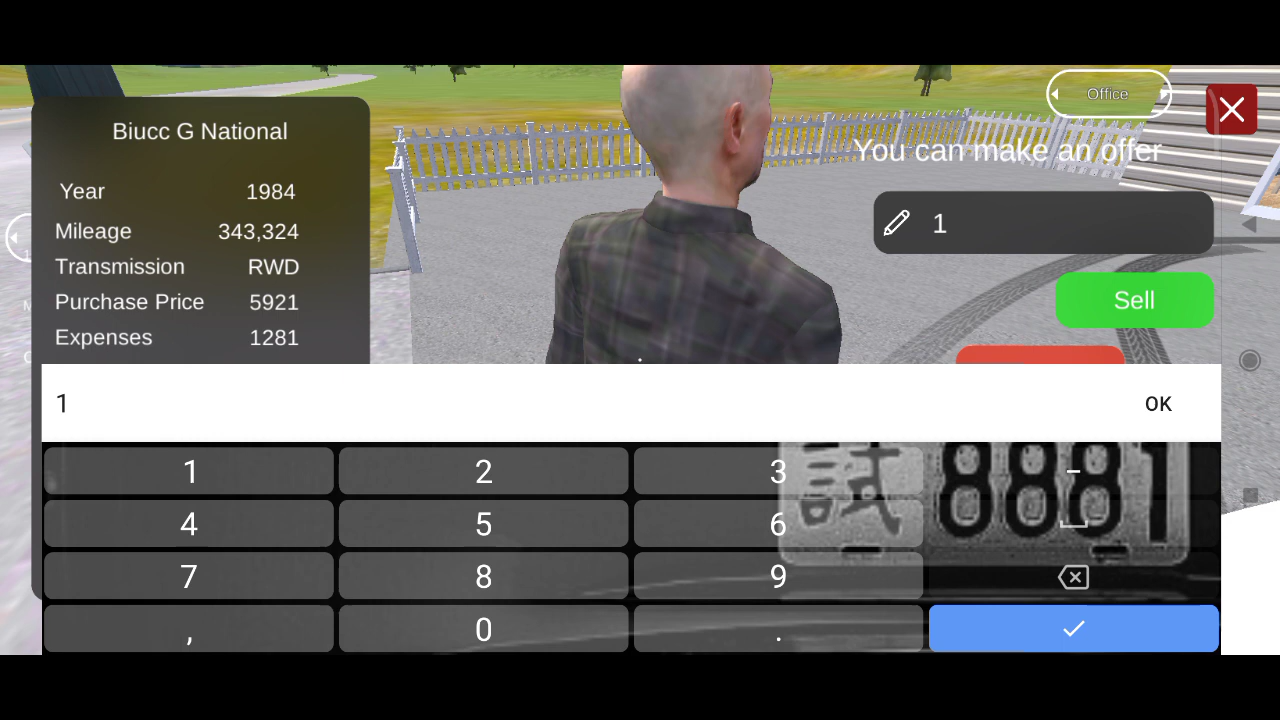 Biucc G National
Year 1984
Mileage 343,324
Transmission RWD
Purchase Price 5921
Expenses 1281
Office
You can make an offer
1
Sell
1
OK
1 2 3 -
4 5 6
7 8 9
, 0 .
試 8881